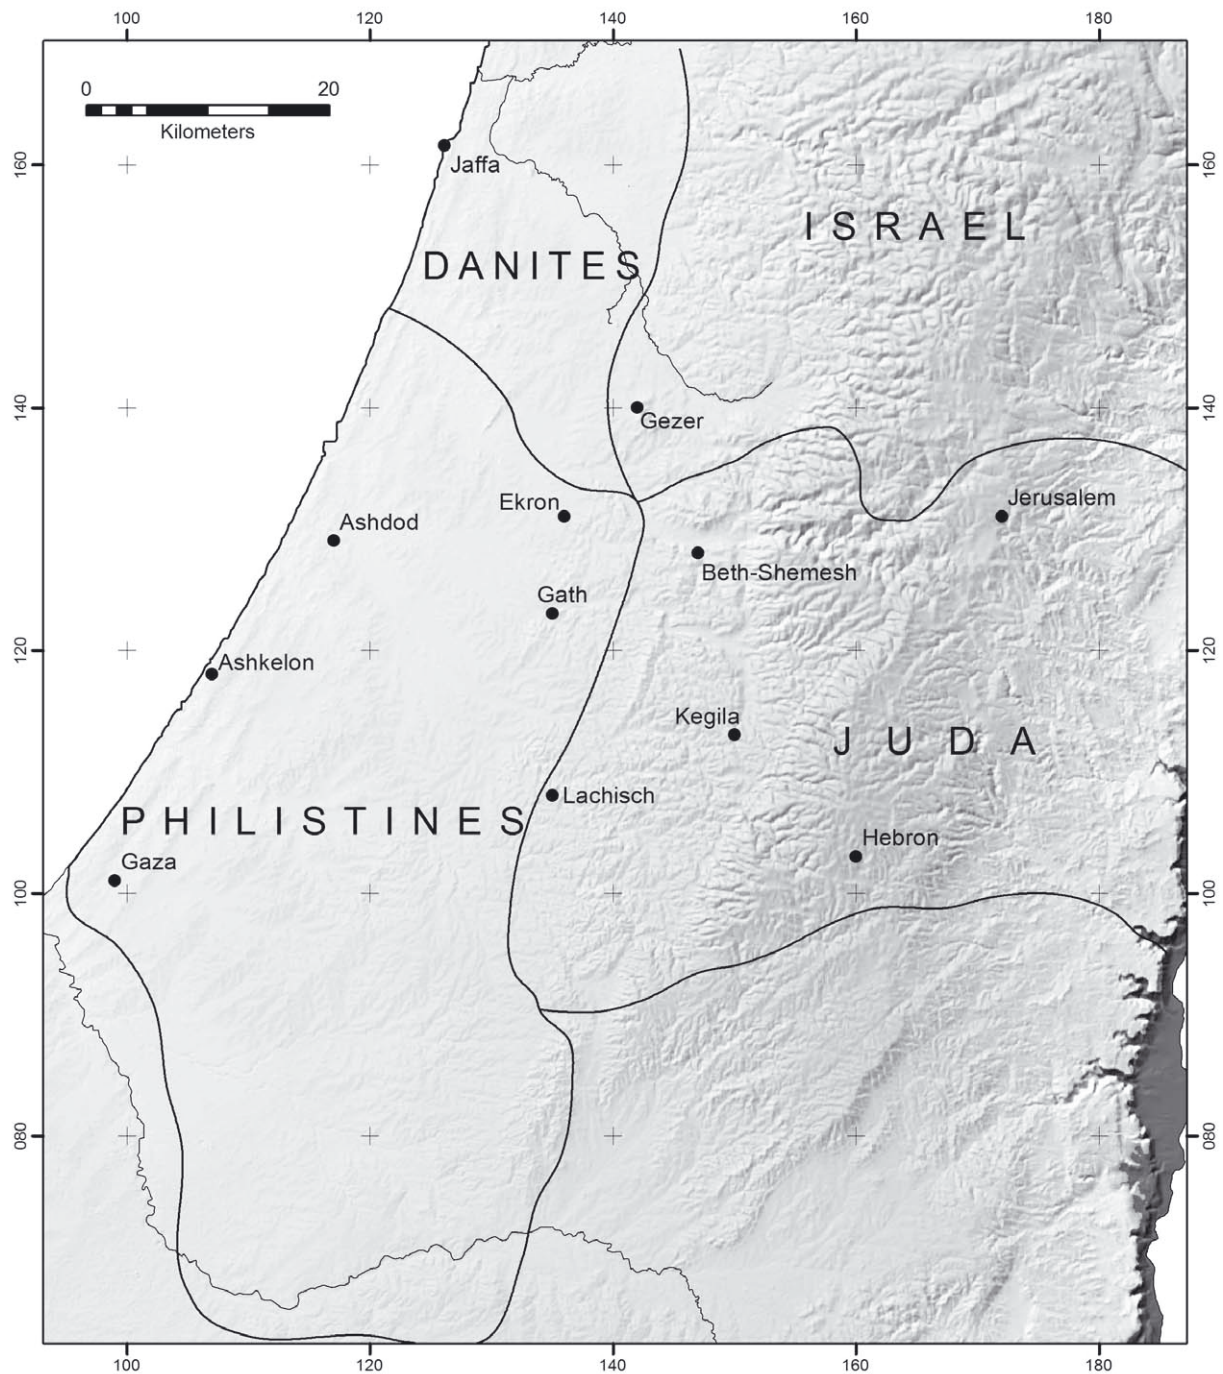 100 120 140 160 180
0 20
Kilometers
160 160
Jaffa
ISRAEL
DANITES
140 140
Gezer
Jerusalem
Ekron
Ashdod
Beth-Shemesh
Gath
120 120
Ashkelon
Kegila
JUDA
Lachisch
PHILISTINES
Hebron
Gaza
100 100
080 080
100 120 140 160 180